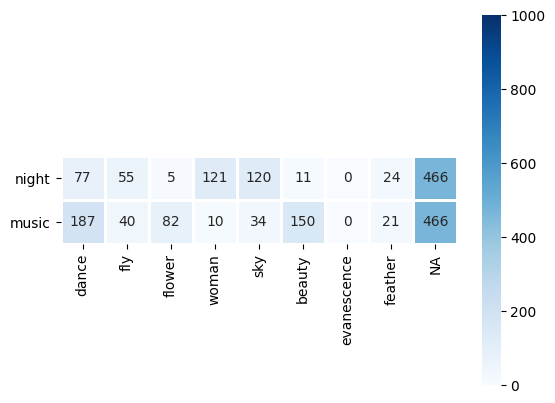 1000
800
600
400
200
0
night 77 55 5 121 120 11 0 24 466
music 187 40 82 10 34 150 0 21 466
dance fly flower woman sky beauty evanescence feather NA